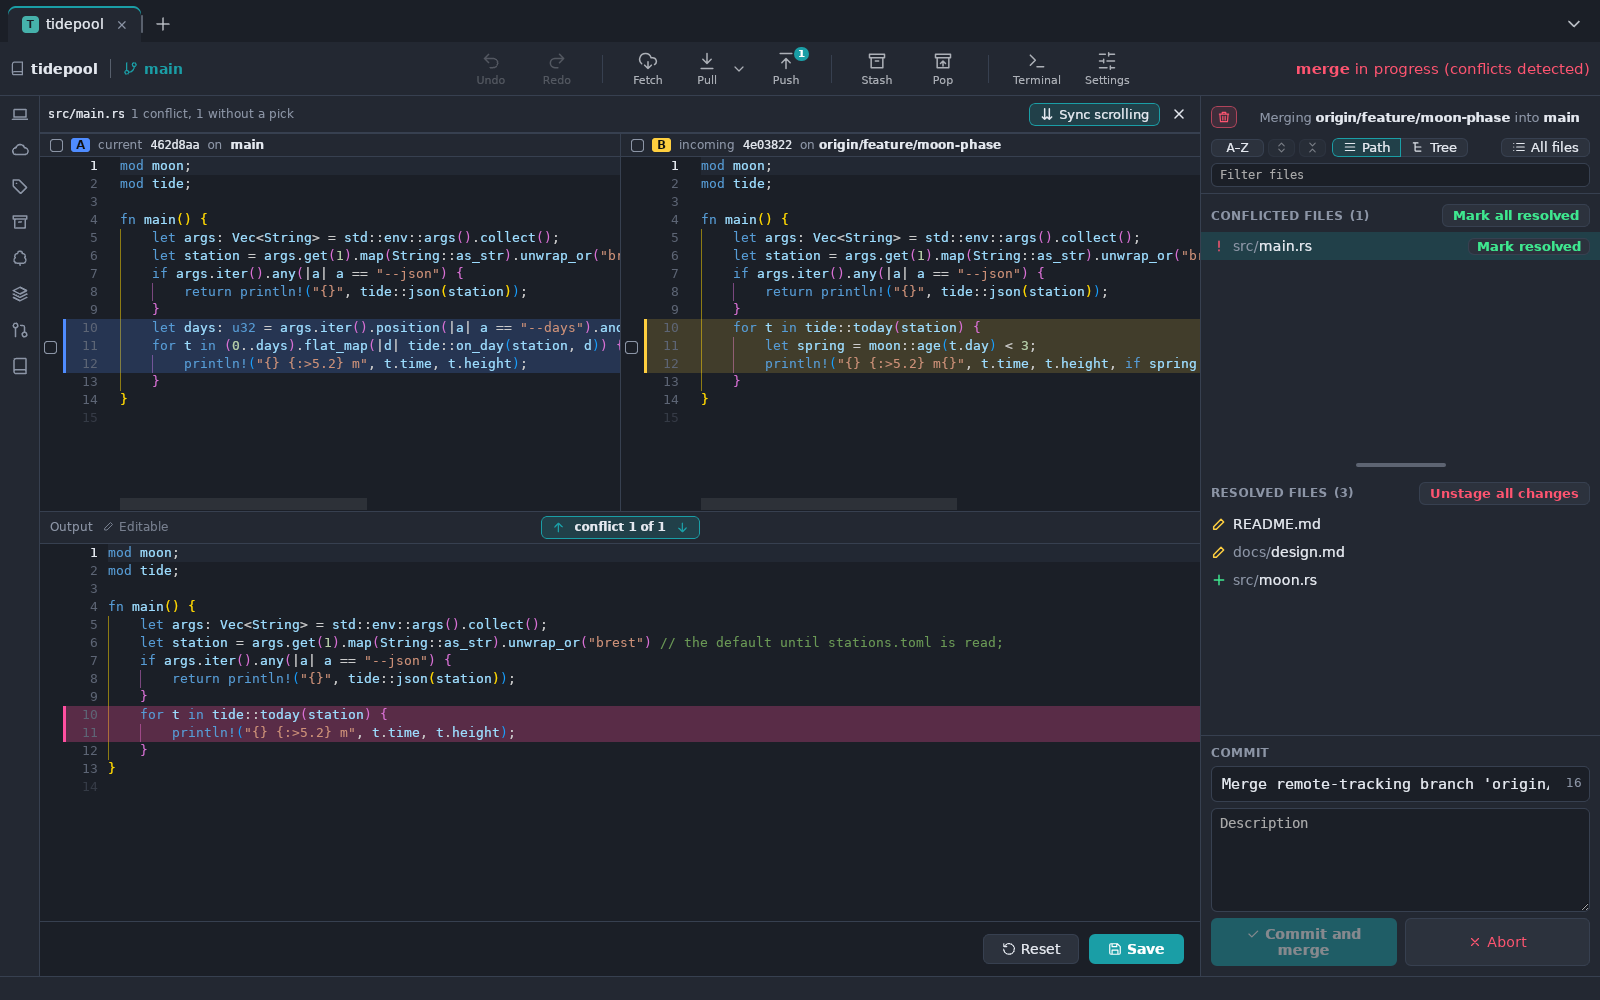 T tidepool
tidepool main
Undo Redo Fetch Pull Push 1 Stash Pop Terminal Settings
merge in progress (conflicts detected)
src/main.rs 1 conflict, 1 without a pick
Sync scrolling
A current 462d8aa on main
1 mod moon;
2 mod tide;
3
4 fn main() {
5 let args: Vec<String> = std::env::args().collect();
6 let station = args.get(1).map(String::as_str).unwrap_or("br
7 if args.iter().any(|a| a == "--json") {
8 return println!("{}", tide::json(station));
9 }
10 let days: u32 = args.iter().position(|a| a == "--days").and
11 for t in (0..days).flat_map(|d| tide::on_day(station, d)) {
12 println!("{} {:>5.2} m", t.time, t.height);
13 }
14 }
15
B incoming 4e03822 on origin/feature/moon-phase
1 mod moon;
2 mod tide;
3
4 fn main() {
5 let args: Vec<String> = std::env::args().collect();
6 let station = args.get(1).map(String::as_str).unwrap_or("br
7 if args.iter().any(|a| a == "--json") {
8 return println!("{}", tide::json(station));
9 }
10 for t in tide::today(station) {
11 let spring = moon::age(t.day) < 3;
12 println!("{} {:>5.2} m{}", t.time, t.height, if spring
13 }
14 }
15
Output Editable
conflict 1 of 1
1 mod moon;
2 mod tide;
3
4 fn main() {
5 let args: Vec<String> = std::env::args().collect();
6 let station = args.get(1).map(String::as_str).unwrap_or("brest") // the default until stations.toml is read;
7 if args.iter().any(|a| a == "--json") {
8 return println!("{}", tide::json(station));
9 }
10 for t in tide::today(station) {
11 println!("{} {:>5.2} m", t.time, t.height);
12 }
13 }
14
Reset Save
Merging origin/feature/moon-phase into main
A-Z Path Tree All files
Filter files
CONFLICTED FILES (1) Mark all resolved
! src/main.rs Mark resolved
RESOLVED FILES (3) Unstage all changes
README.md
docs/design.md
src/moon.rs
COMMIT
Merge remote-tracking branch 'origin/ 16
Description
Commit and
merge
Abort